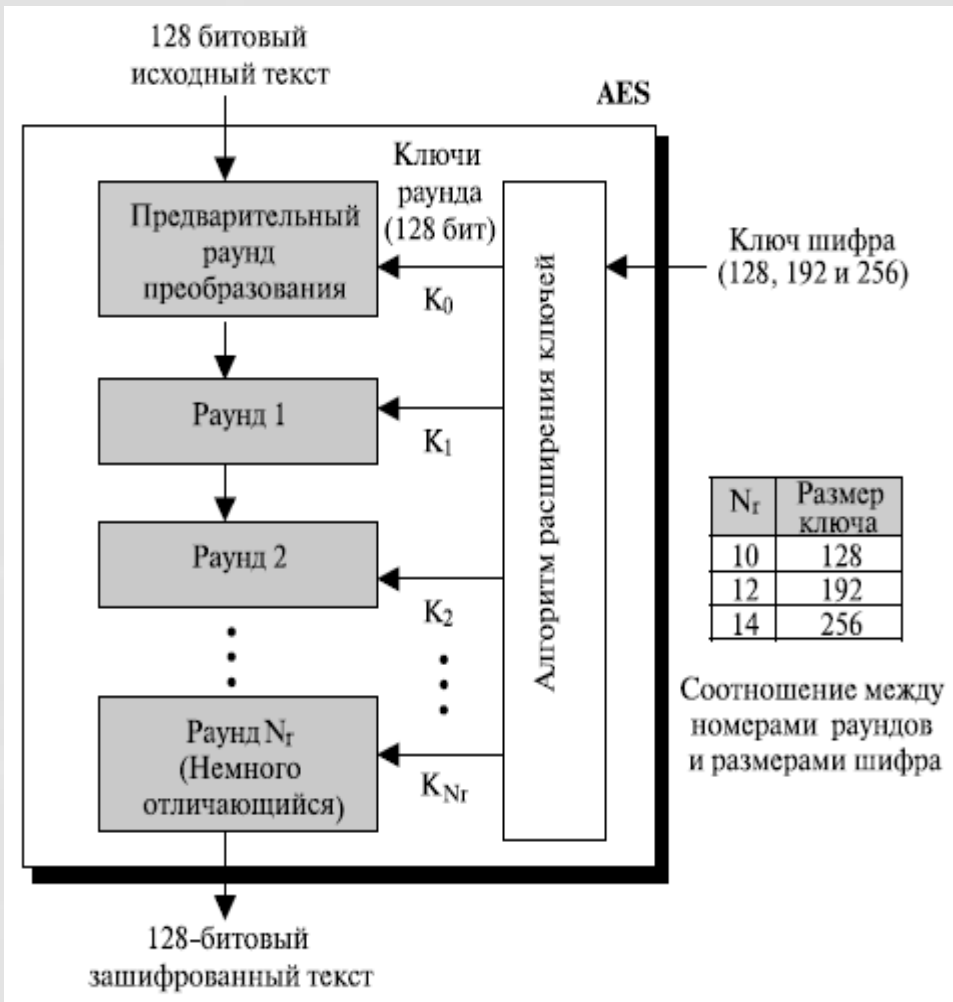 128 битовый
исходный текст
AES
Ключи
раунда
(128 бит)
Предварительный
раунд
преобразования
K0
Ключ шифра
(128, 192 и 256)
Алгоритм расширения ключей
Раунд 1
K1
Раунд 2
K2
Nr Размер ключа
10 128
12 192
14 256
Соотношение между
номерами раундов
и размерами шифра
Раунд Nr
(Немного
отличающийся)
KNr
128-битовый
зашифрованный текст